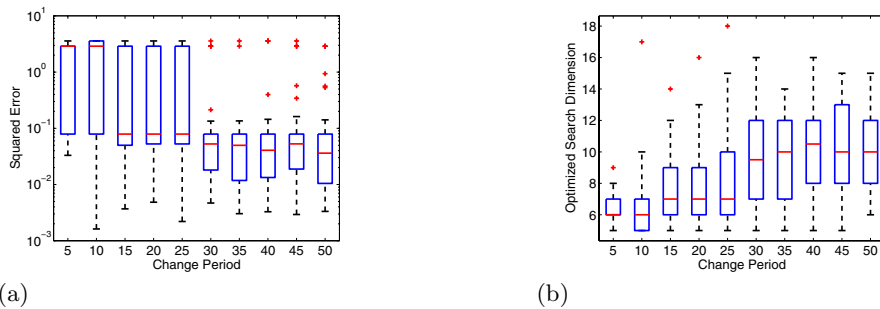 10^1
10^0
10^-1
10^-2
10^-3
Squared Error
5 10 15 20 25 30 35 40 45 50
Change Period
(a)
18
16
14
12
10
8
6
Optimized Search Dimension
5 10 15 20 25 30 35 40 45 50
Change Period
(b)